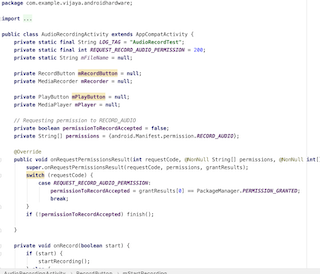 package com.example.vijaya.androidhardware;
import ...
public class AudioRecordingActivity extends AppCompatActivity {
private static final String LOG_TAG = "AudioRecordTest";
private static final int REQUEST_RECORD_AUDIO_PERMISSION = 200;
private static String mFileName = null;
private RecordButton mRecordButton = null;
private MediaRecorder mRecorder = null;
private PlayButton mPlayButton = null;
private MediaPlayer mPlayer = null;
// Requesting permission to RECORD_AUDIO
private boolean permissionToRecordAccepted = false;
private String[] permissions = {android.Manifest.permission.RECORD_AUDIO};
@Override
public void onRequestPermissionsResult(int requestCode, @NonNull String[] permissions, @NonNull int[]
super.onRequestPermissionsResult(requestCode, permissions, grantResults);
switch (requestCode) {
case REQUEST_RECORD_AUDIO_PERMISSION:
permissionToRecordAccepted = grantResults[0] == PackageManager.PERMISSION_GRANTED;
break;
}
if (!permissionToRecordAccepted) finish();
}
private void onRecord(boolean start) {
if (start) {
startRecording();
AudioRecordingActivity RecordButton mStartRecording